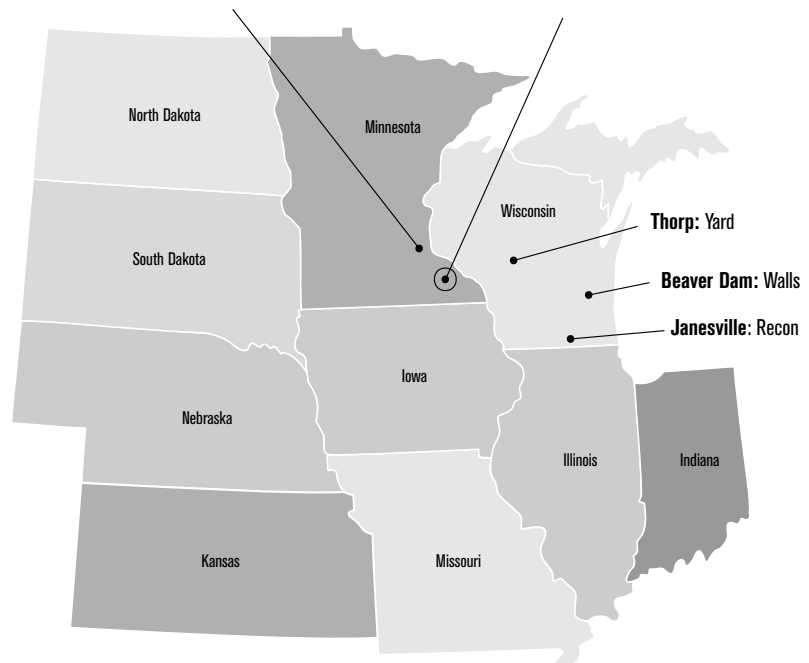 North Dakota
Minnesota
Wisconsin
Thorp: Yard
South Dakota
Beaver Dam: Walls
Janesville: Recon
Iowa
Nebraska
Illinois
Indiana
Kansas
Missouri